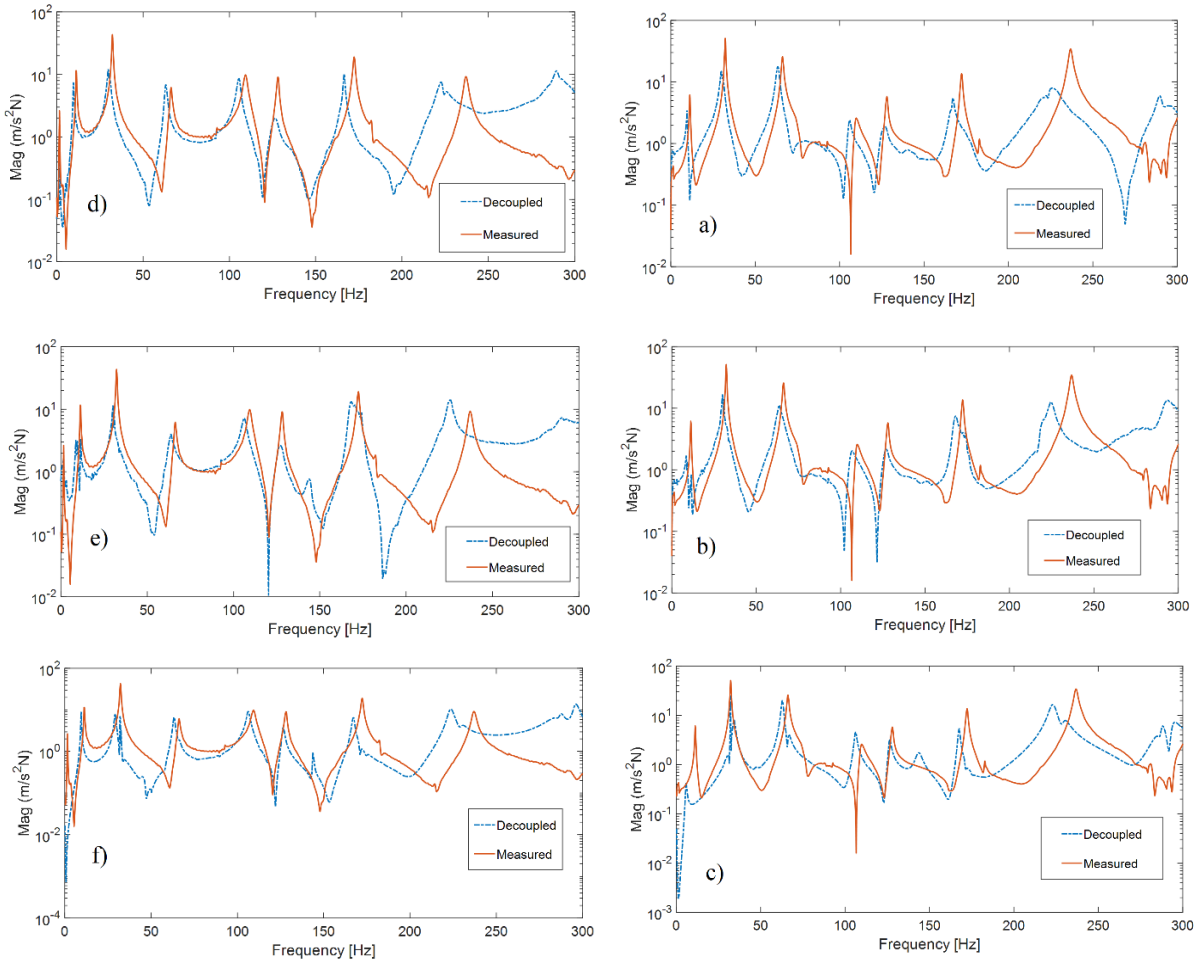 10^2
10^1
10^0
10^-1
10^-2
Mag (m/s^2N)
d)
Decoupled
Measured
0 50 100 150 200 250 300
Frequency [Hz]
10^2
10^1
10^0
10^-1
10^-2
Mag (m/s^2N)
a)
Decoupled
Measured
0 50 100 150 200 250 300
Frequency [Hz]
10^2
10^1
10^0
10^-1
10^-2
Mag (m/s^2N)
e)
Decoupled
Measured
0 50 100 150 200 250 300
Frequency [Hz]
10^2
10^1
10^0
10^-1
10^-2
Mag (m/s^2N)
b)
Decoupled
Measured
0 50 100 150 200 250 300
Frequency [Hz]
10^2
10^0
10^-2
10^-4
Mag (m/s^2N)
f)
Decoupled
Measured
0 50 100 150 200 250 300
Frequency [Hz]
10^2
10^1
10^0
10^-1
10^-2
10^-3
Mag (m/s^2N)
c)
Decoupled
Measured
0 50 100 150 200 250 300
Frequency [Hz]